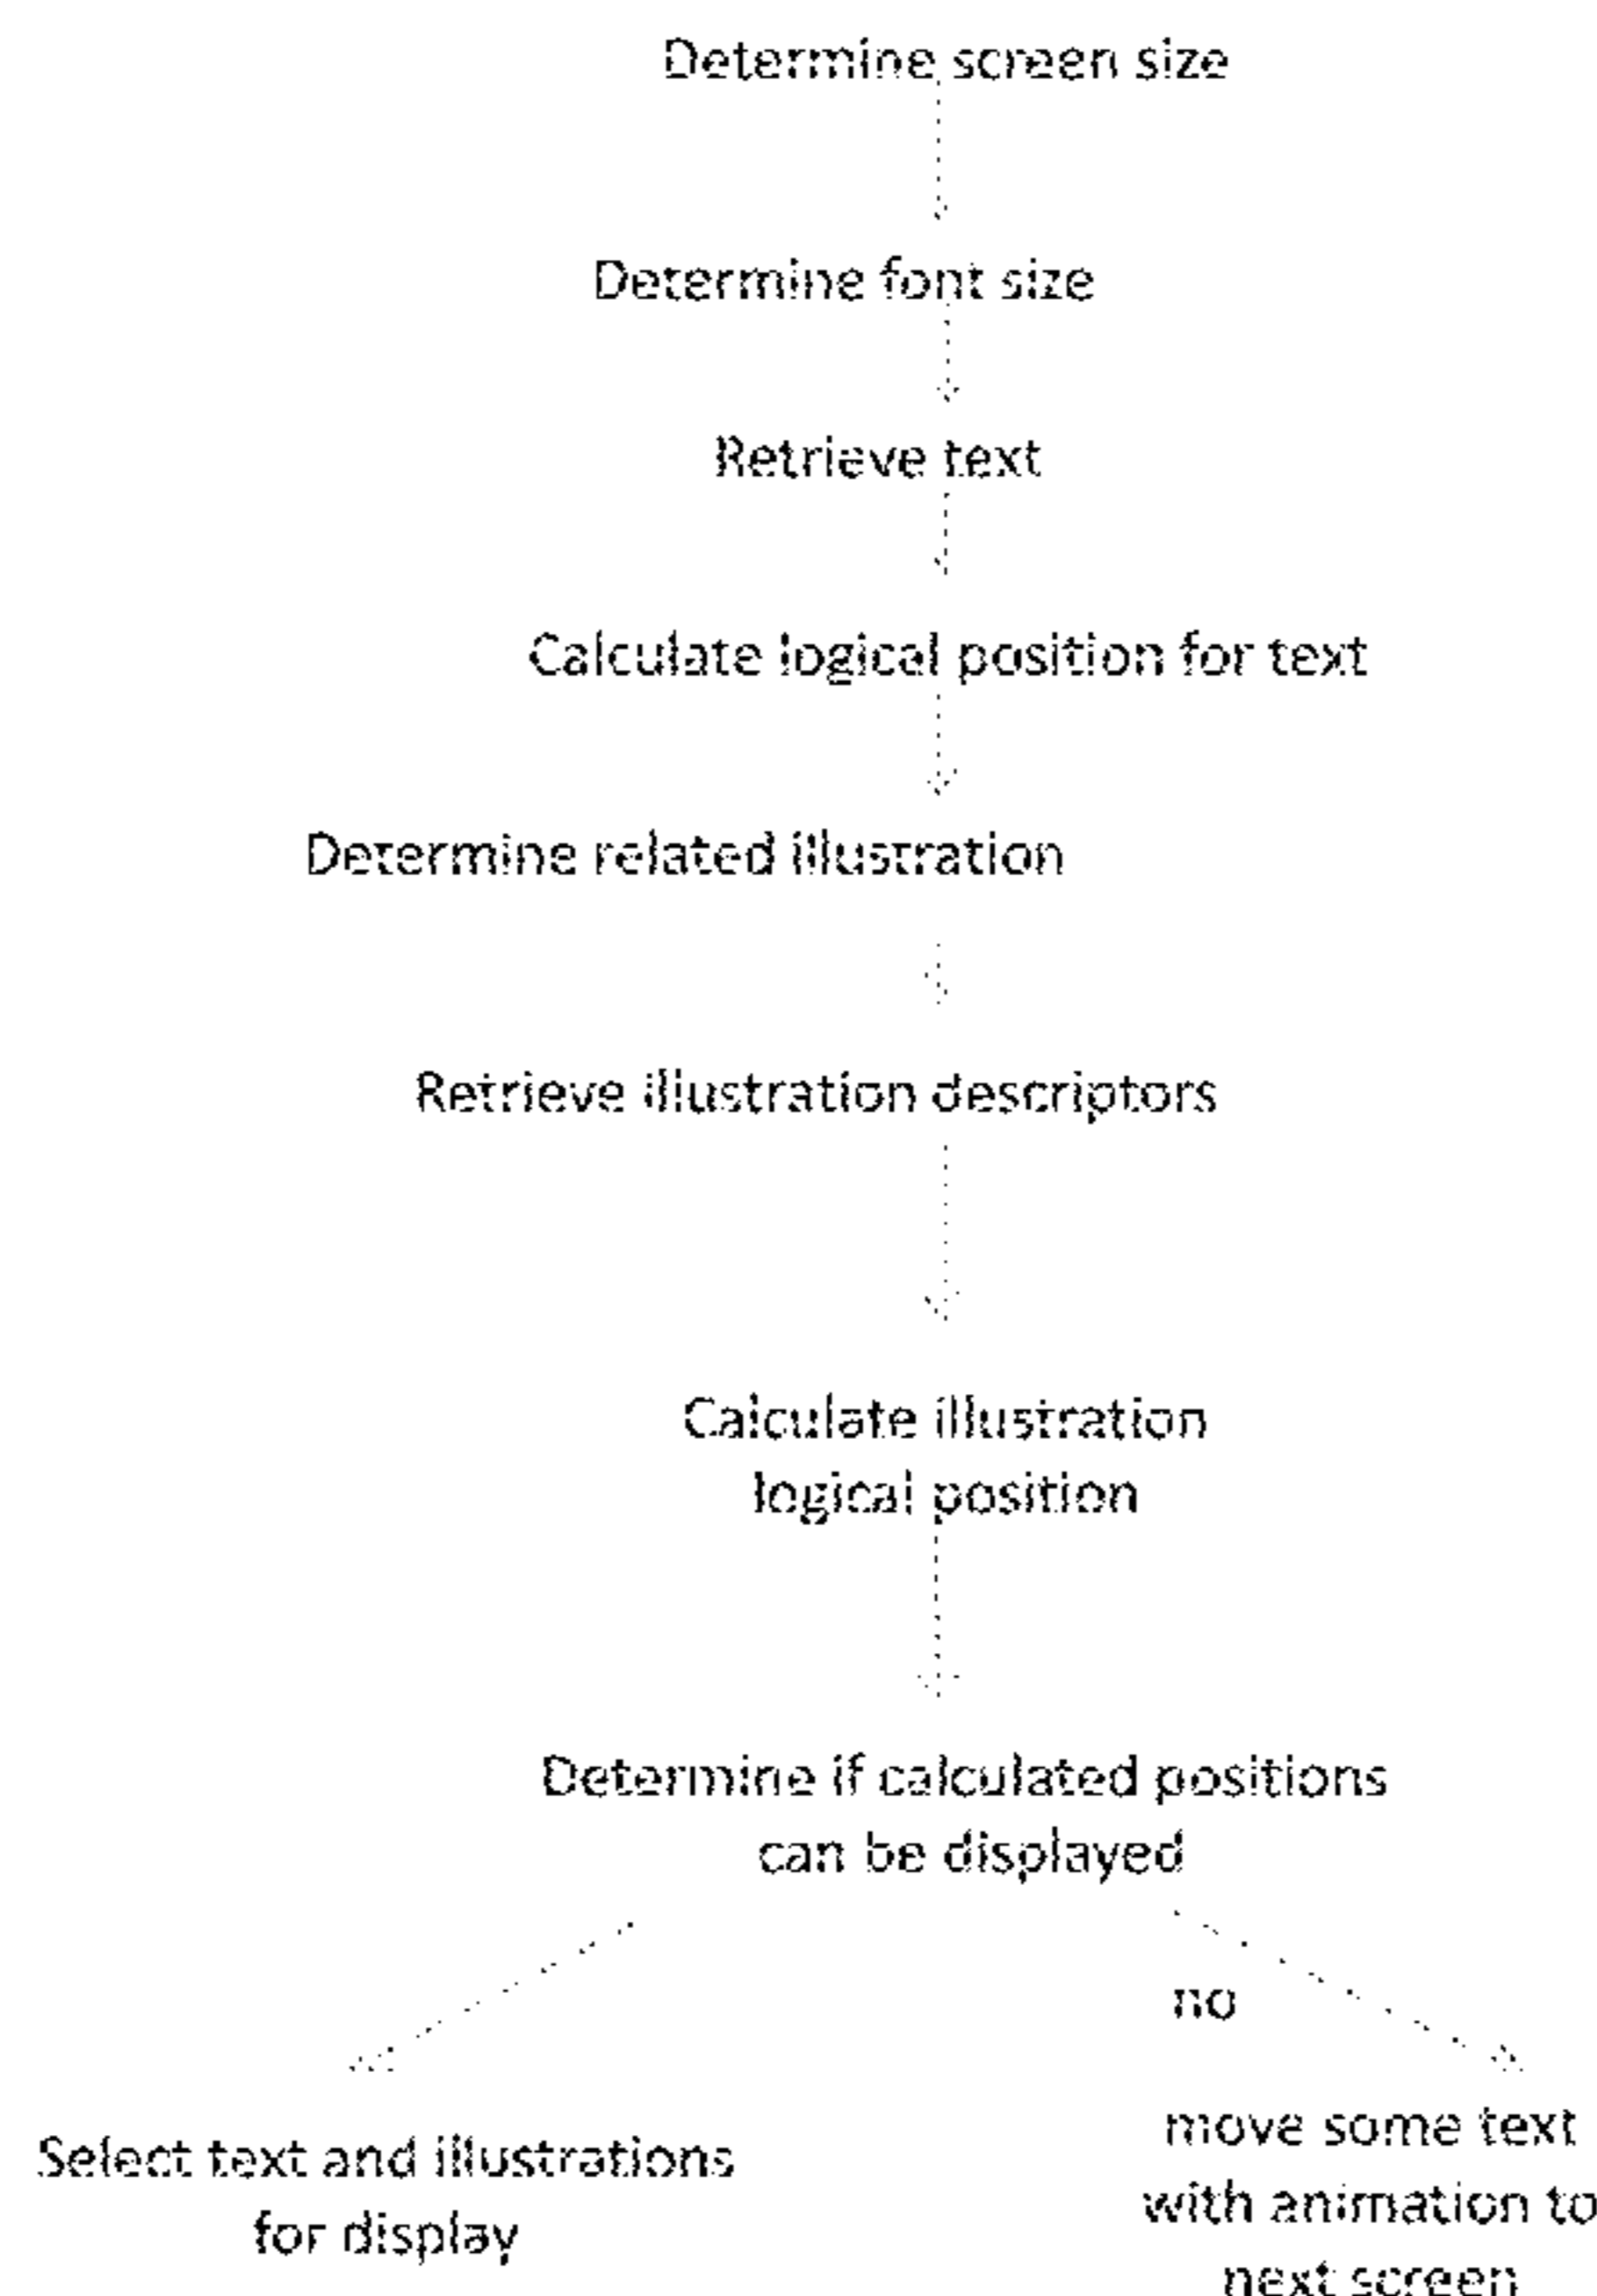 Determine screen size
Determine font size
Retrieve text
Calculate logical position for text
Determine related illustration
Retrieve illustration descriptors
Calculate illustration
logical position
Determine if calculated positions
can be displayed
no
Select text and illustrations
for display
move some text
with animation to
next screen